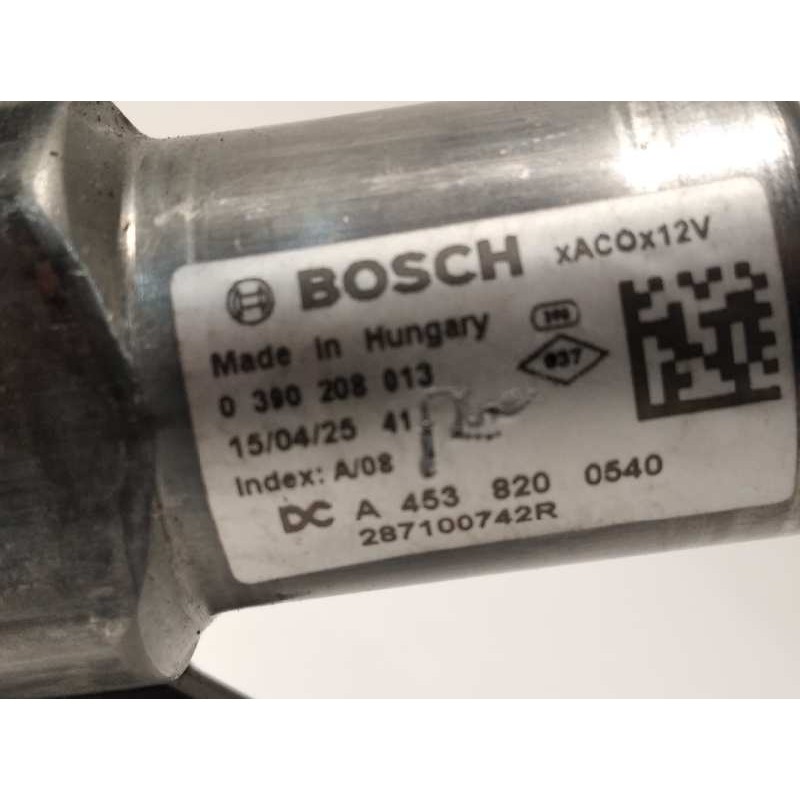 BOSCH xACOx12V
Made in Hungary
0 390 208 013
937
15/04/25 41
Index: A/08
DC A 453 820 0540
287100742R